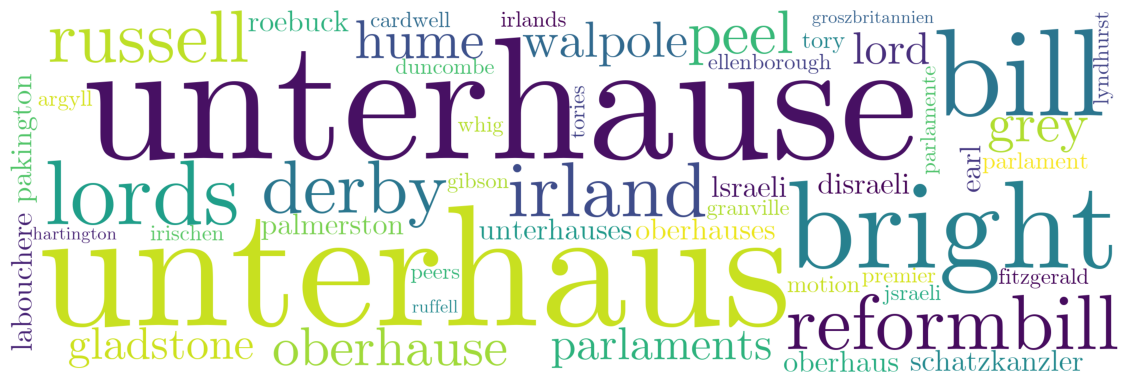 russell
roebuck
cardwell
irlands
groszbritannien
hume
walpole
peel
tory
lord
bill
lyndhurst
duncombe
ellenborough
unterhause
argyll
pakington
whig
tories
parlamente
grey
earl
parlament
lords
derby
gibson
irland
lsraeli
disraeli
granville
bright
labouchere
hartington
irischen
palmerston
unterhauses
oberhauses
unterhaus
peers
ruffell
motion
premier
jsraeli
fitzgerald
reformbill
gladstone
oberhause
parlaments
oberhaus
schatzkanzler